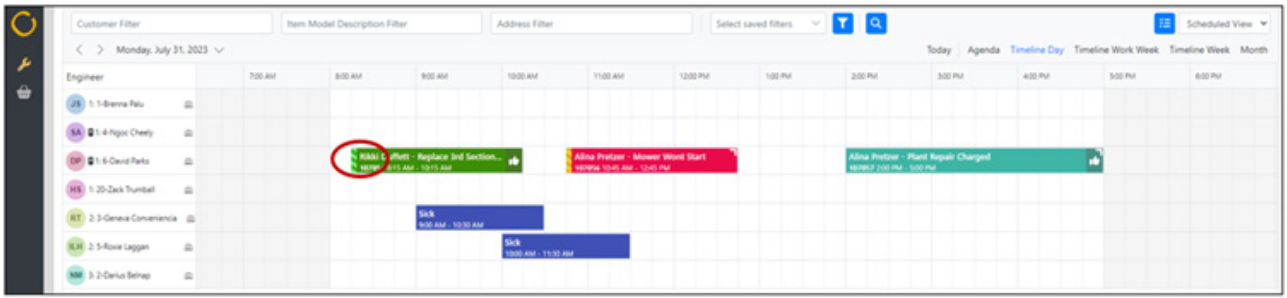 Customer Filter Item Model Description Filter Address Filter Select saved filters Scheduled View
Monday, July 31, 2023 Today Agenda Timeline Day Timeline Work Week Timeline Week Month
Engineer 7:00 AM 8:00 AM 9:00 AM 10:00 AM 11:00 AM 12:00 PM 1:00 PM 2:00 PM 3:00 PM 4:00 PM 5:00 PM 6:00 PM
JS 1: 1-Brenna Palu
SA 1: 4-Ngoc Cheely
DP 1: 6-David Parks
Rikki - Replace 3rd Section... Alina Pretzer - Mower Wont Start Alina Pretzer - Plant Repair Charged
AM - 10:15 AM 107056 10:45 AM - 12:45 PM 107057 2:00 PM - 5:00 PM
HS 1: 20-Zack Trumball
RT 2: 3-Geneva Conveniencia
Sick
9:00 AM - 10:30 AM
ILH 2: 5-Roxie Laggan
Sick
10:00 AM - 11:30 AM
NM 3: 2-Darius Belnap